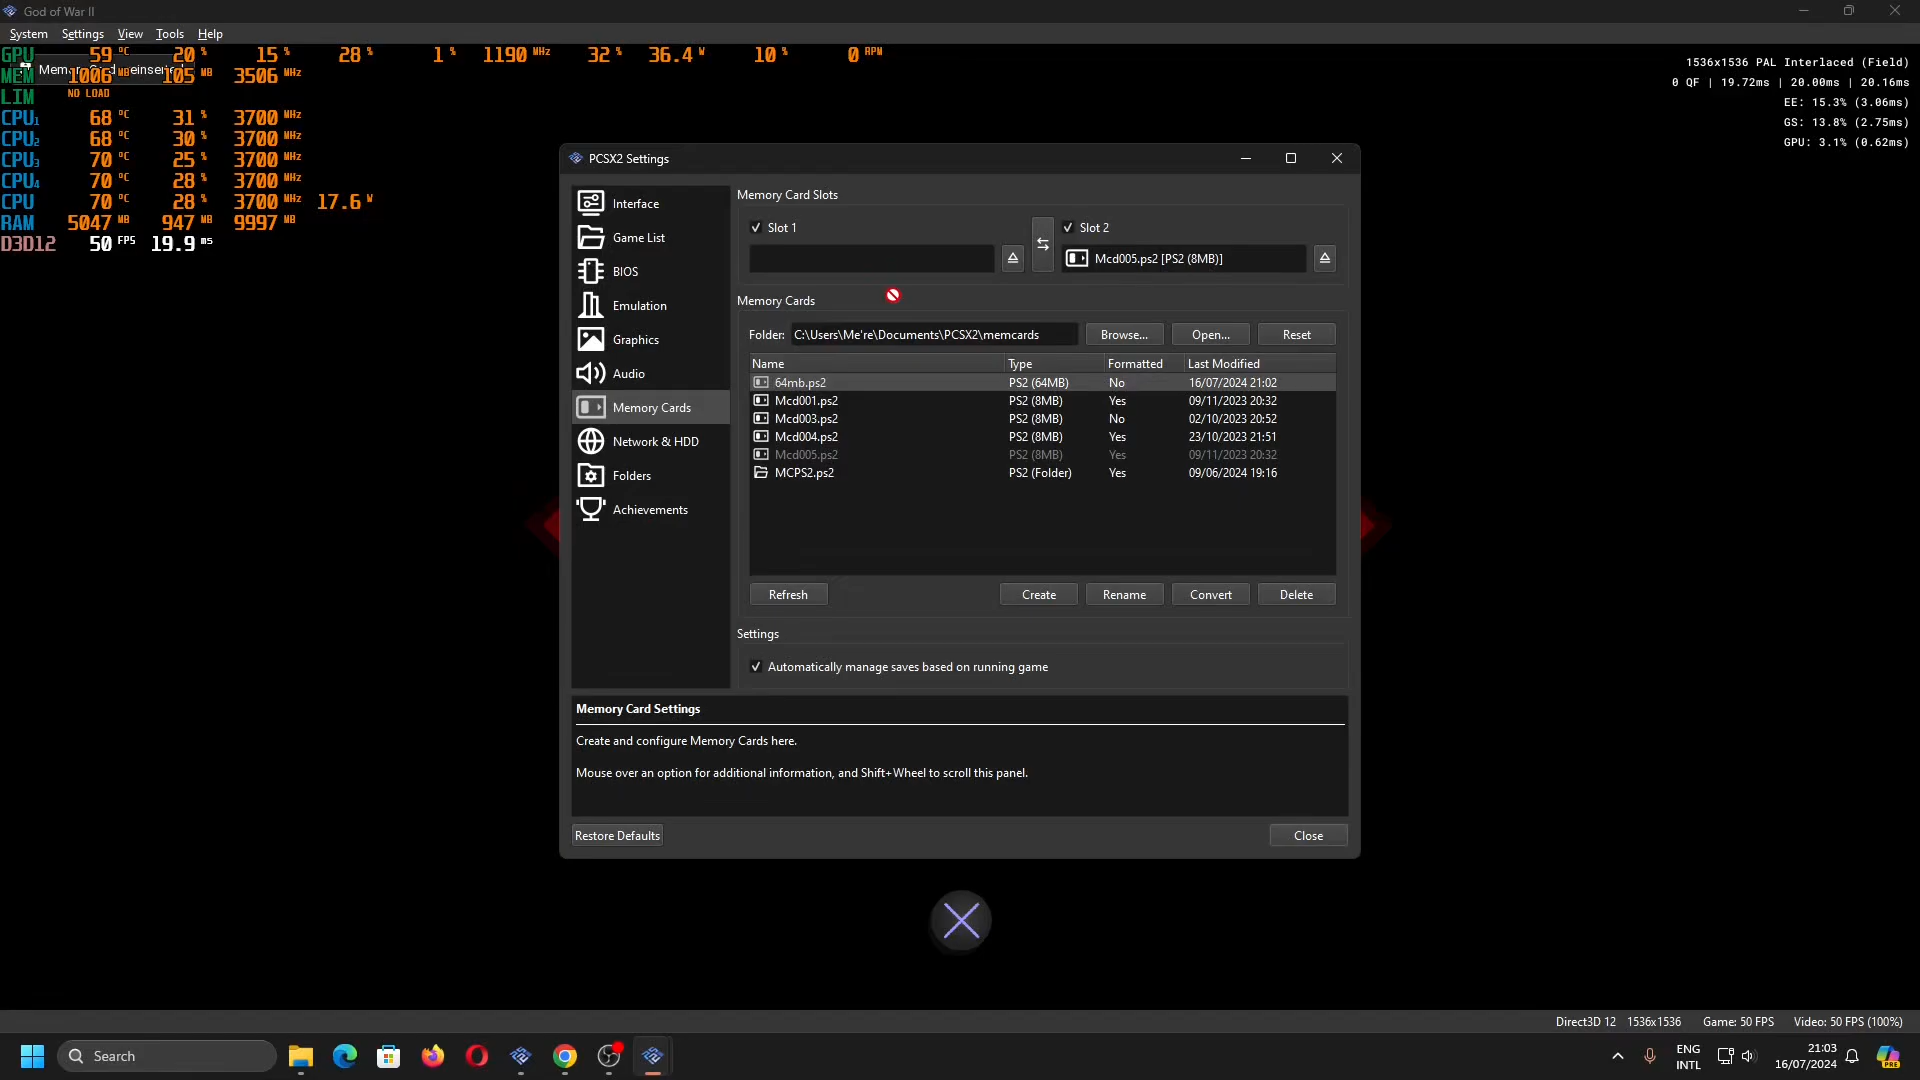 God of War II
System Settings View Tools Help
GPU 59 °C 20 % 15 % 28 % 1 % 1190 MHz 32 % 36.4 W 10 % 0 RPM
MEM 1006 MB 105 MB 3506 MHz
LIM NO LOAD
CPU1 68 °C 31 % 3700 MHz
CPU2 68 °C 30 % 3700 MHz
CPU3 70 °C 25 % 3700 MHz
CPU4 70 °C 28 % 3700 MHz
CPU 70 °C 28 % 3700 MHz 17.6 W
RAM 5047 MB 947 MB 9997 MB
D3D12 50 FPS 19.9 ms
1536x1536 PAL Interlaced (Field)
0 QF | 19.72ms | 20.00ms | 20.16ms
EE: 15.3% (3.06ms)
GS: 13.8% (2.75ms)
GPU: 3.1% (0.62ms)
PCSX2 Settings
Interface
Game List
BIOS
Emulation
Graphics
Audio
Memory Cards
Network & HDD
Folders
Achievements
Memory Card Slots
Slot 1
Slot 2
Mcd005.ps2 [PS2 (8MB)]
Memory Cards
Folder: C:\Users\Me're\Documents\PCSX2\memcards Browse... Open... Reset
Name Type Formatted Last Modified
64mb.ps2 PS2 (64MB) No 16/07/2024 21:02
Mcd001.ps2 PS2 (8MB) Yes 09/11/2023 20:32
Mcd003.ps2 PS2 (8MB) No 02/10/2023 20:52
Mcd004.ps2 PS2 (8MB) Yes 23/10/2023 21:51
Mcd005.ps2 PS2 (8MB) Yes 09/11/2023 20:32
MCPS2.ps2 PS2 (Folder) Yes 09/06/2024 19:16
Refresh Create Rename Convert Delete
Settings
Automatically manage saves based on running game
Memory Card Settings
Create and configure Memory Cards here.
Mouse over an option for additional information, and Shift+Wheel to scroll this panel.
Restore Defaults Close
Direct3D 12 1536x1536 Game: 50 FPS Video: 50 FPS (100%)
Search
ENG
INTL
21:03
16/07/2024
PRE